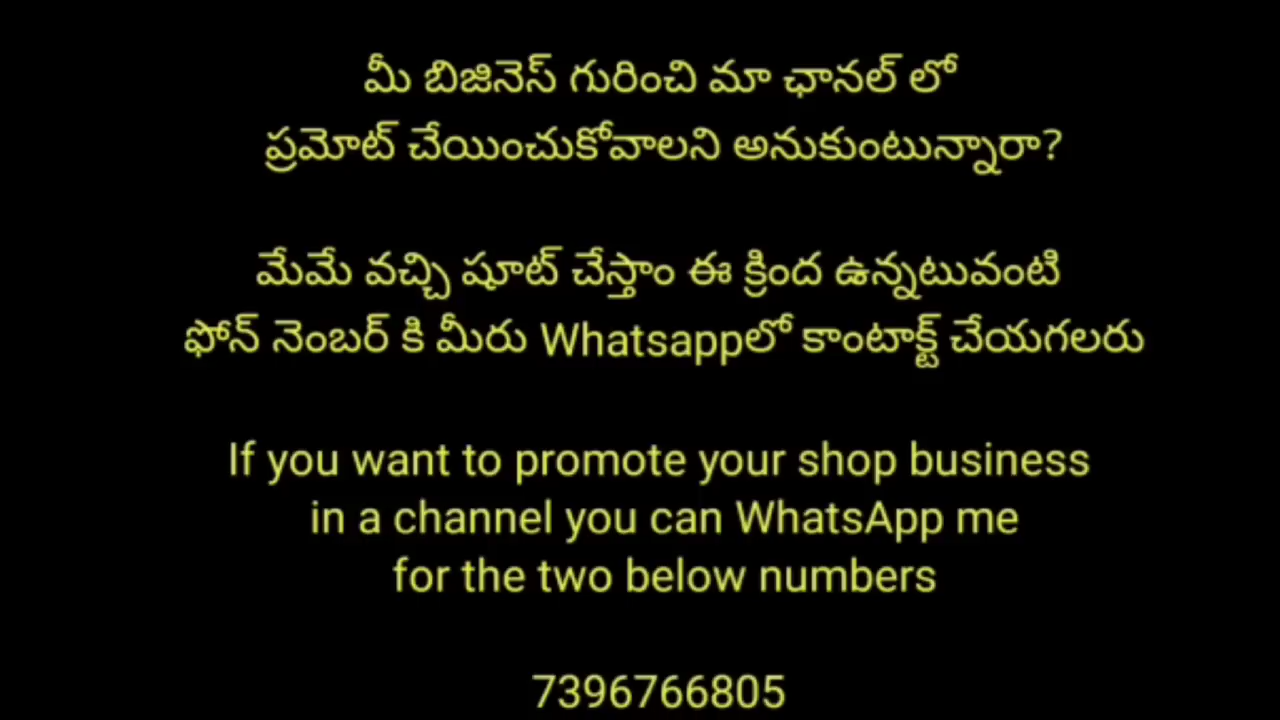 మీ బిజినెస్ గురించి మా ఛానల్ లో
ప్రమోట్ చేయించుకోవాలని అనుకుంటున్నారా?
మేమే వచ్చి షూట్ చేస్తాం ఈ క్రింద ఉన్నటువంటి
ఫోన్ నెంబర్ కి మీరు Whatsappలో కాంటాక్ట్ చేయగలరు
If you want to promote your shop business
in a channel you can WhatsApp me
for the two below numbers
7396766805